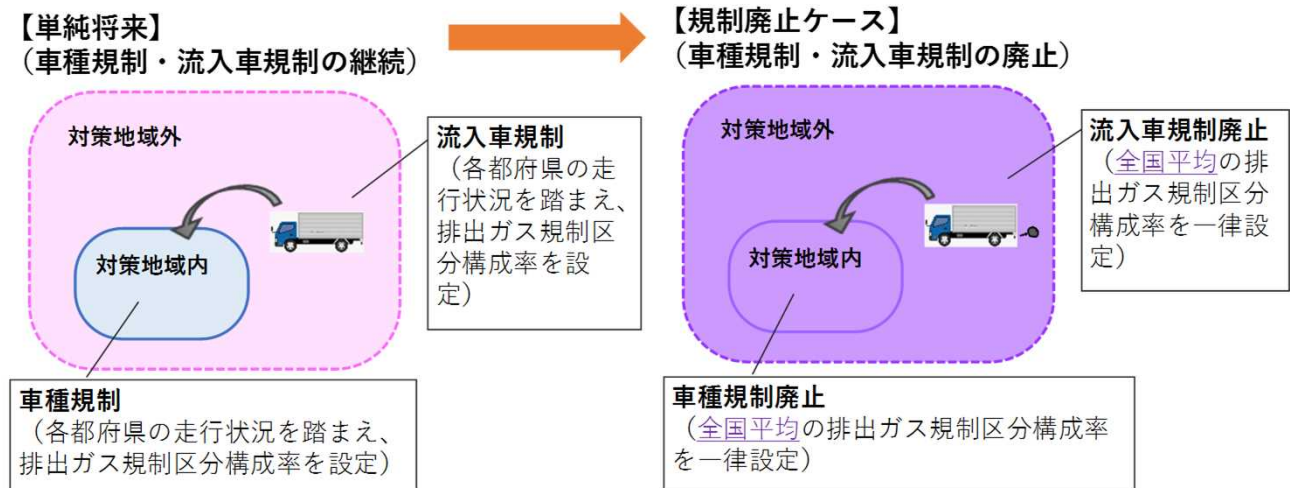 【単純将来】
（車種規制・流入車規制の継続）
対策地域外
流入車規制
（各都府県の走
行状況を踏まえ、
排出ガス規制区
分構成率を設
定）
対策地域内
車種規制
（各都府県の走行状況を踏まえ、
排出ガス規制区分構成率を設定）
【規制廃止ケース】
（車種規制・流入車規制の廃止）
対策地域外
流入車規制廃止
（全国平均の排
出ガス規制区分
構成率を一律設
定）
対策地域内
車種規制廃止
（全国平均の排出ガス規制区分構成率
を一律設定）